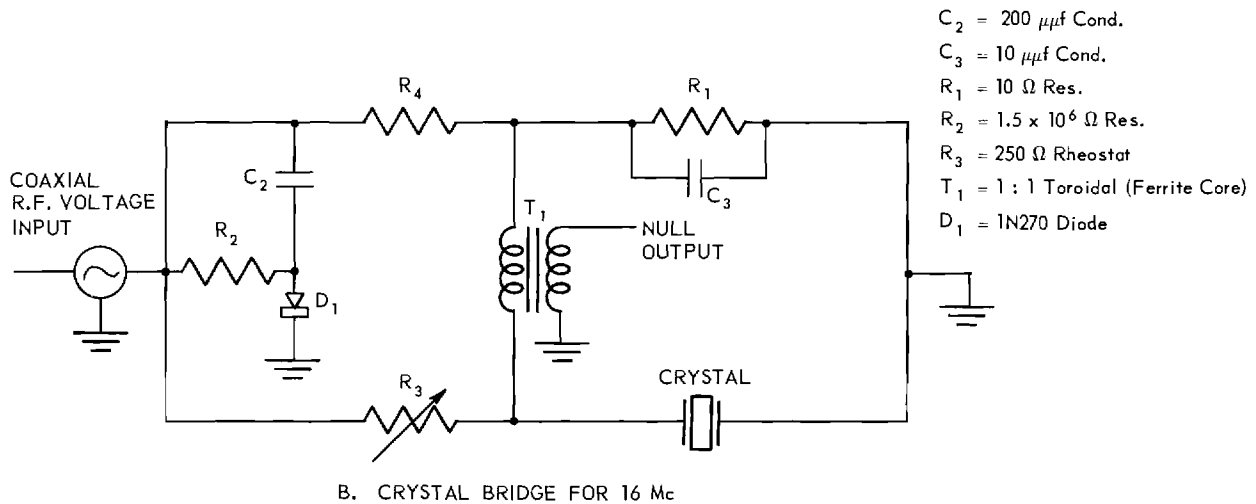 C2 = 200 μμf Cond.
C3 = 10 μμf Cond.
R1 = 10 Ω Res.
R2 = 1.5 x 10⁶ Ω Res.
R3 = 250 Ω Rheostat
T1 = 1 : 1 Toroidal (Ferrite Core)
D1 = 1N270 Diode
R4
R1
C2
C3
COAXIAL
R.F. VOLTAGE
INPUT
R2
T1
NULL
OUTPUT
D1
R3
CRYSTAL
B. CRYSTAL BRIDGE FOR 16 Mc